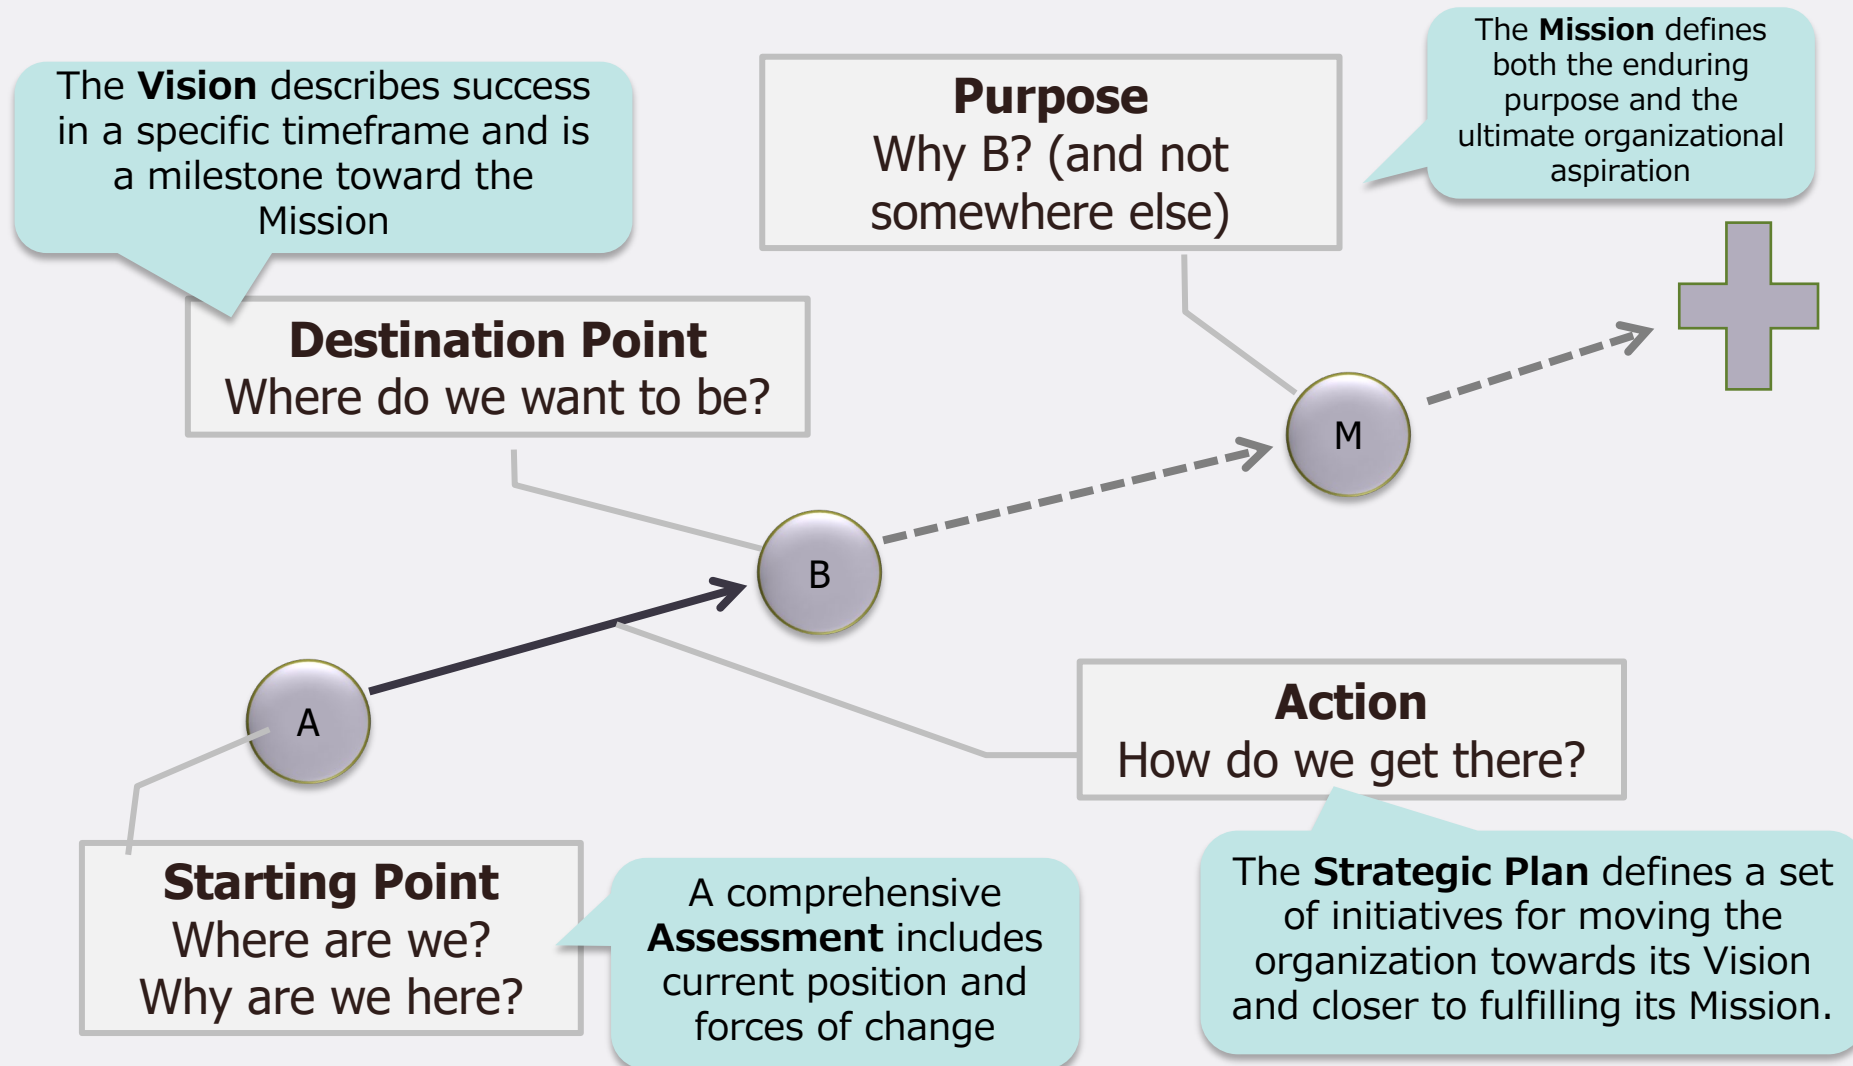 The Vision describes success
in a specific timeframe and is
a milestone toward the
Mission
Purpose
Why B? (and not
somewhere else)
The Mission defines
both the enduring
purpose and the
ultimate organizational
aspiration
Destination Point
Where do we want to be?
M
B
A
Action
How do we get there?
Starting Point
Where are we?
Why are we here?
A comprehensive
Assessment includes
current position and
forces of change
The Strategic Plan defines a set
of initiatives for moving the
organization towards its Vision
and closer to fulfilling its Mission.